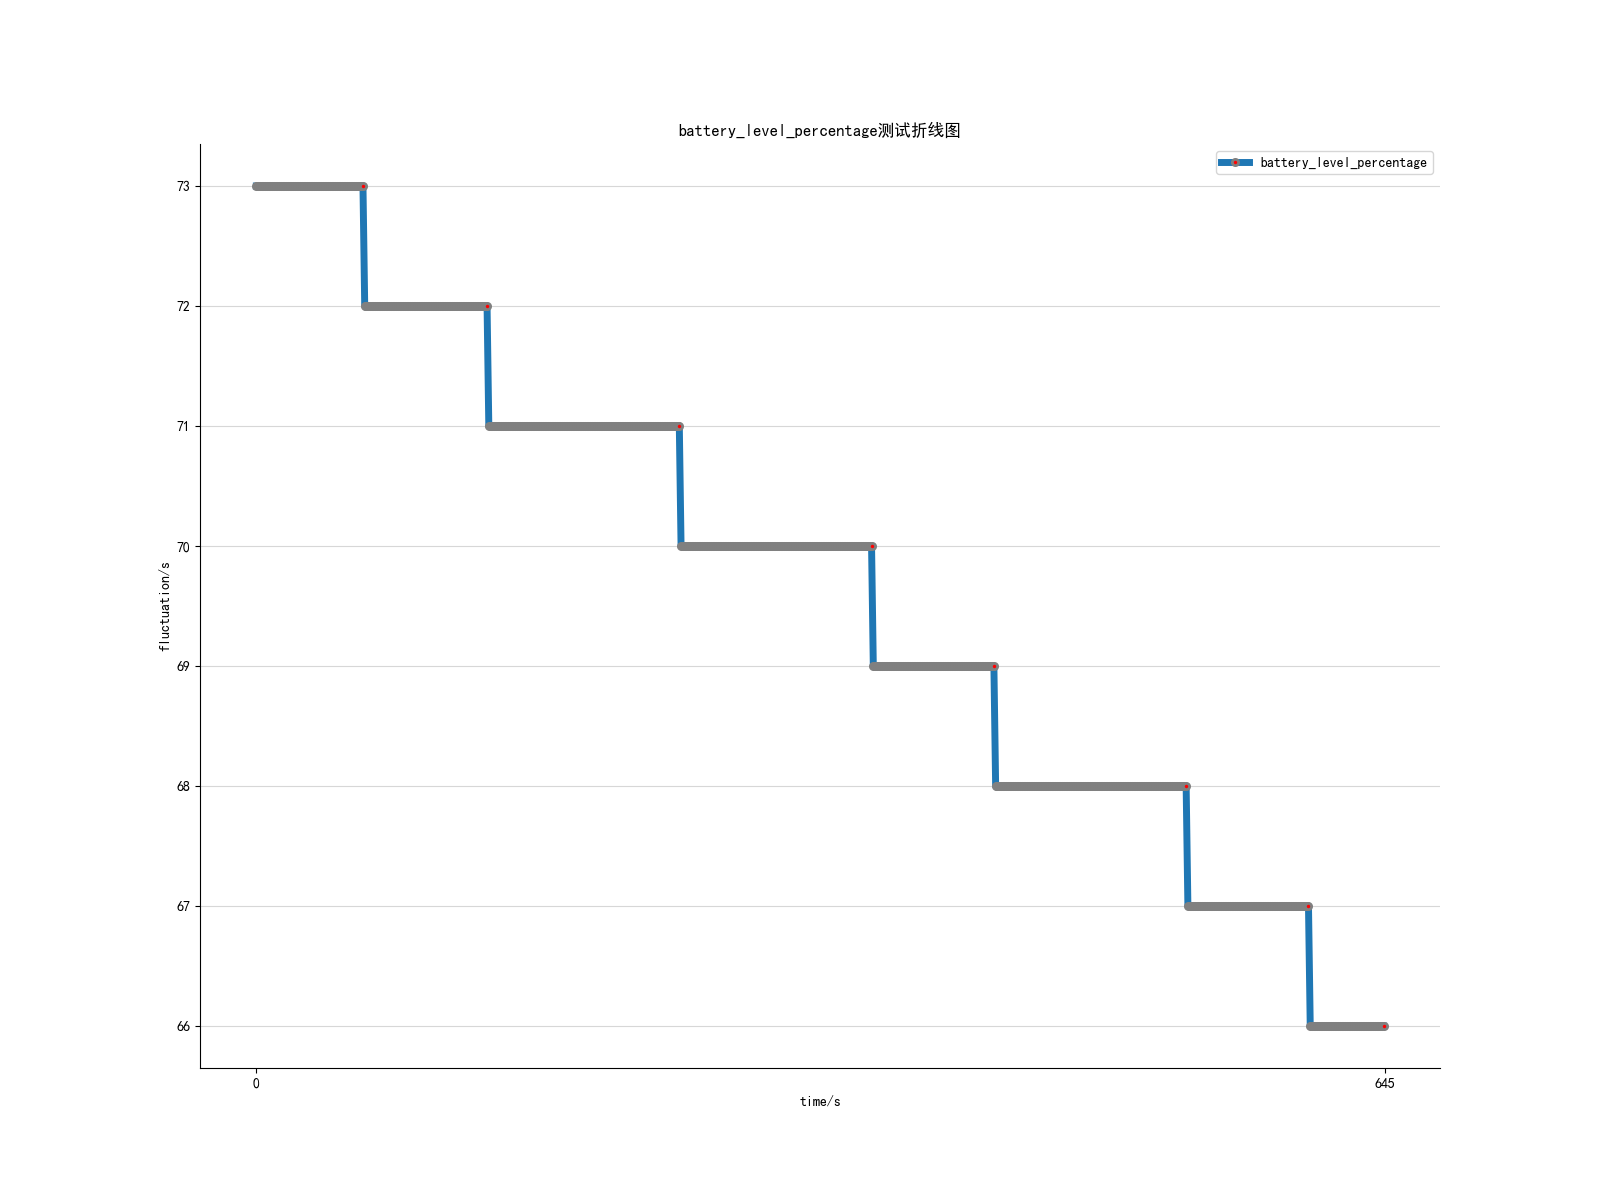 battery_level_percentage测试折线图
battery_level_percentage
73
72
71
70
69
68
67
66
fluctuation/s
0
645
time/s